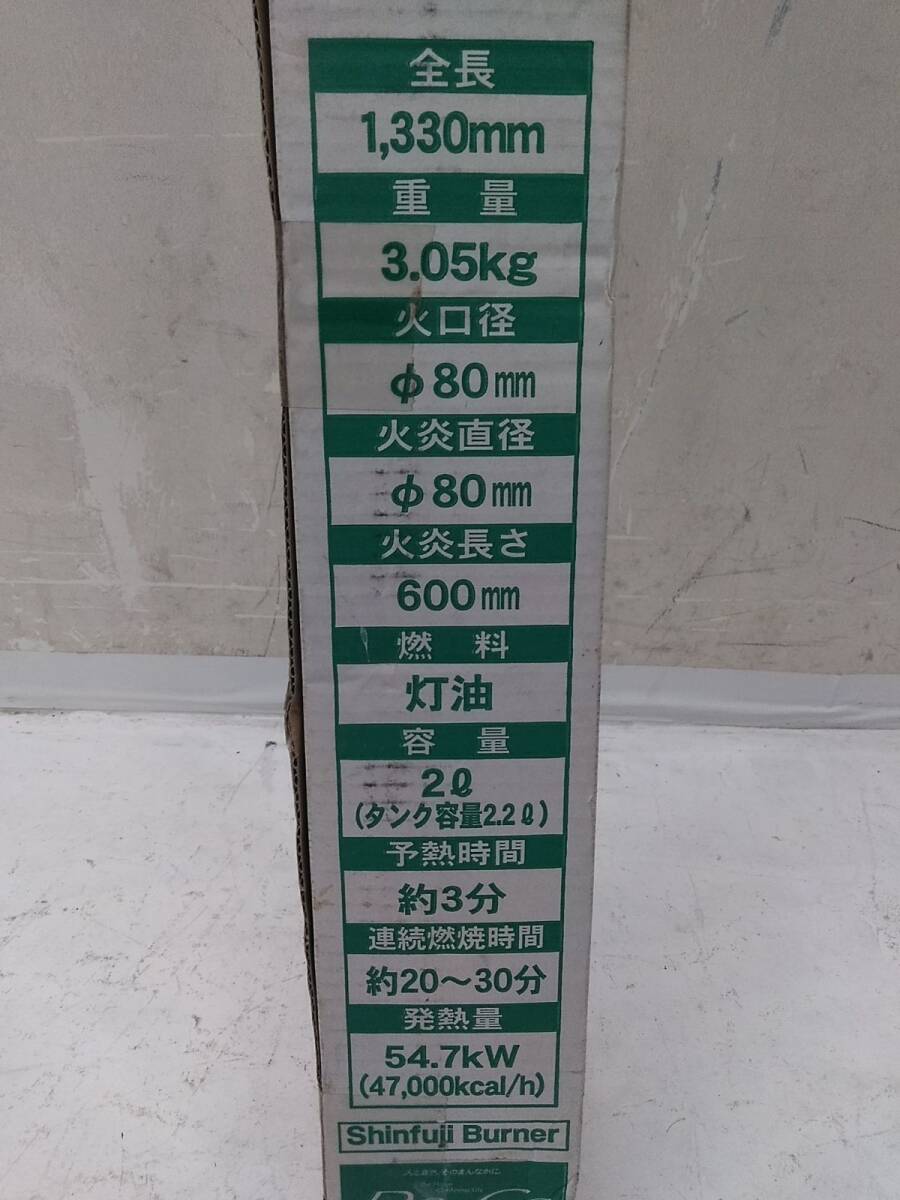 全長
1,330mm
重量
3.05kg
火口径
φ80mm
火炎直径
φ80mm
火炎長さ
600mm
燃料
灯油
容量
2ℓ
(タンク容量2.2ℓ)
予熱時間
約3分
連続燃焼時間
約20〜30分
発熱量
54.7kW
(47,000kcal/h)
Shinfuji Burner